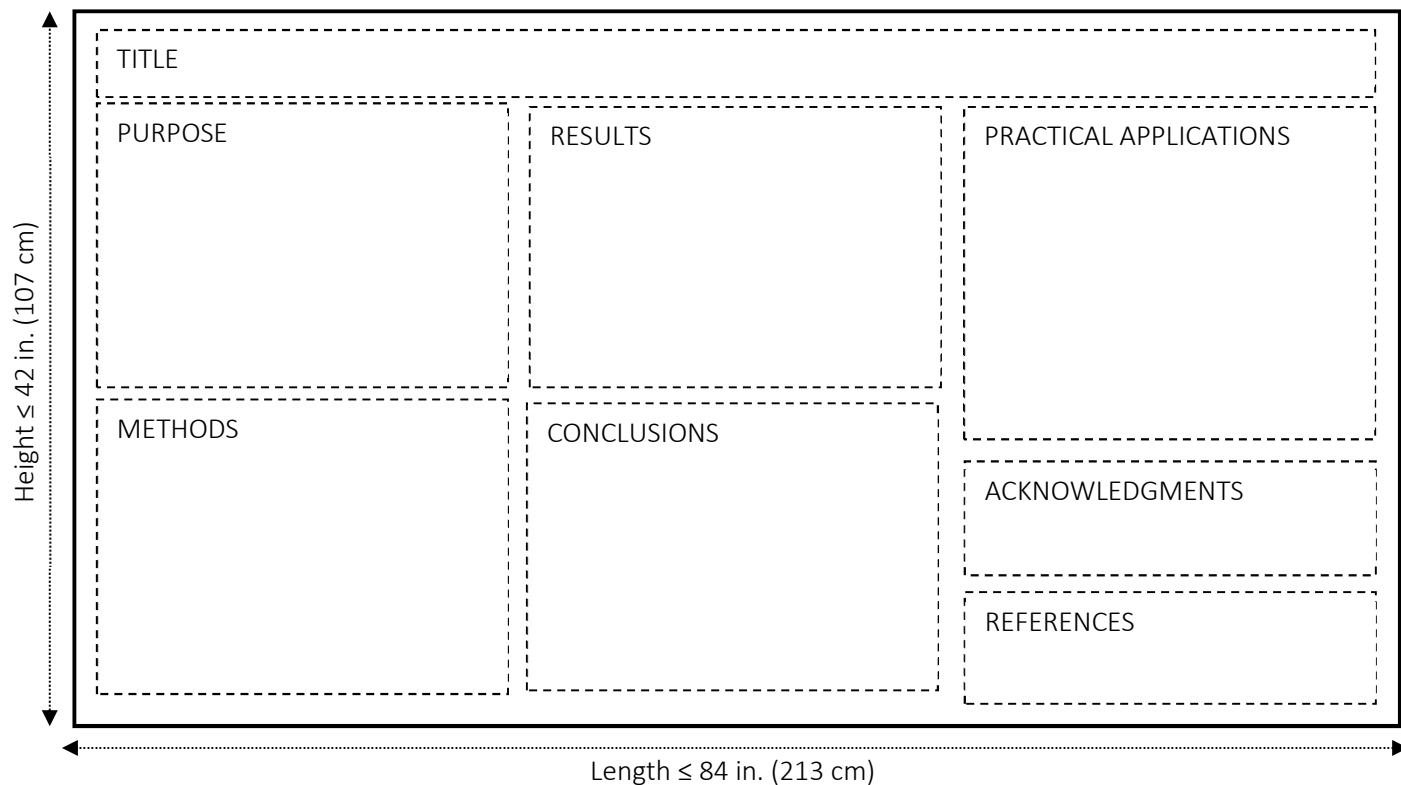 TITLE
PURPOSE
METHODS
RESULTS
CONCLUSIONS
PRACTICAL APPLICATIONS
ACKNOWLEDGMENTS
REFERENCES
Height ≤ 42 in. (107 cm)
Length ≤ 84 in. (213 cm)